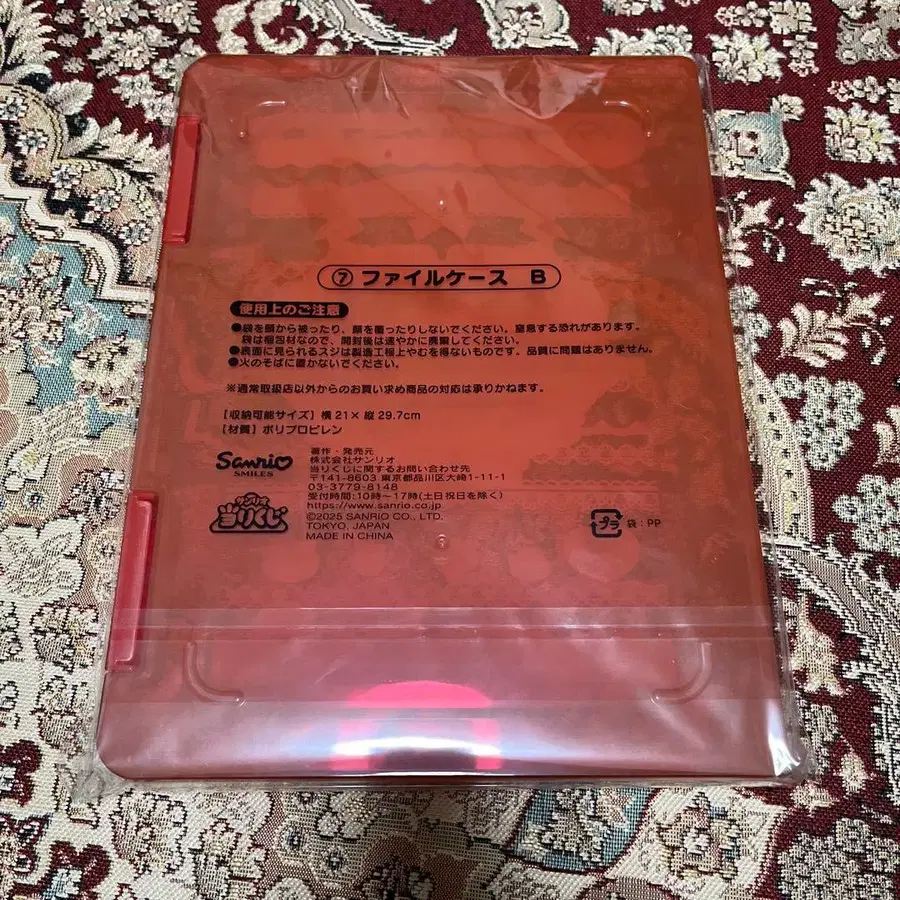 ⑦ ファイルケース B
使用上のご注意
●袋を頭から被ったり、顔を覆ったりしないでください。窒息する恐れがあります。
袋は梱包材なので、開封後は速やかに廃棄してください。
●表面に見られるスジは製造工程上やむを得ないものです。品質に問題はありません。
●火のそばに置かないでください。
※通常取扱店以外からのお買い求め商品の対応は承りかねます。
【収納可能サイズ】横21×縦29.7cm
【材質】ポリプロピレン
Sanrio
SMILES
著作・発売元
株式会社サンリオ
当りくじに関するお問い合わせ先
〒141-8603 東京都品川区大崎1-11-1
03-3779-8148
受付時間:10時～17時(土日祝日を除く)
https://www.sanrio.co.jp
©2025 SANRIO CO., LTD.
TOKYO, JAPAN
MADE IN CHINA
サンリオ
当りくじ
プラ 袋:PP